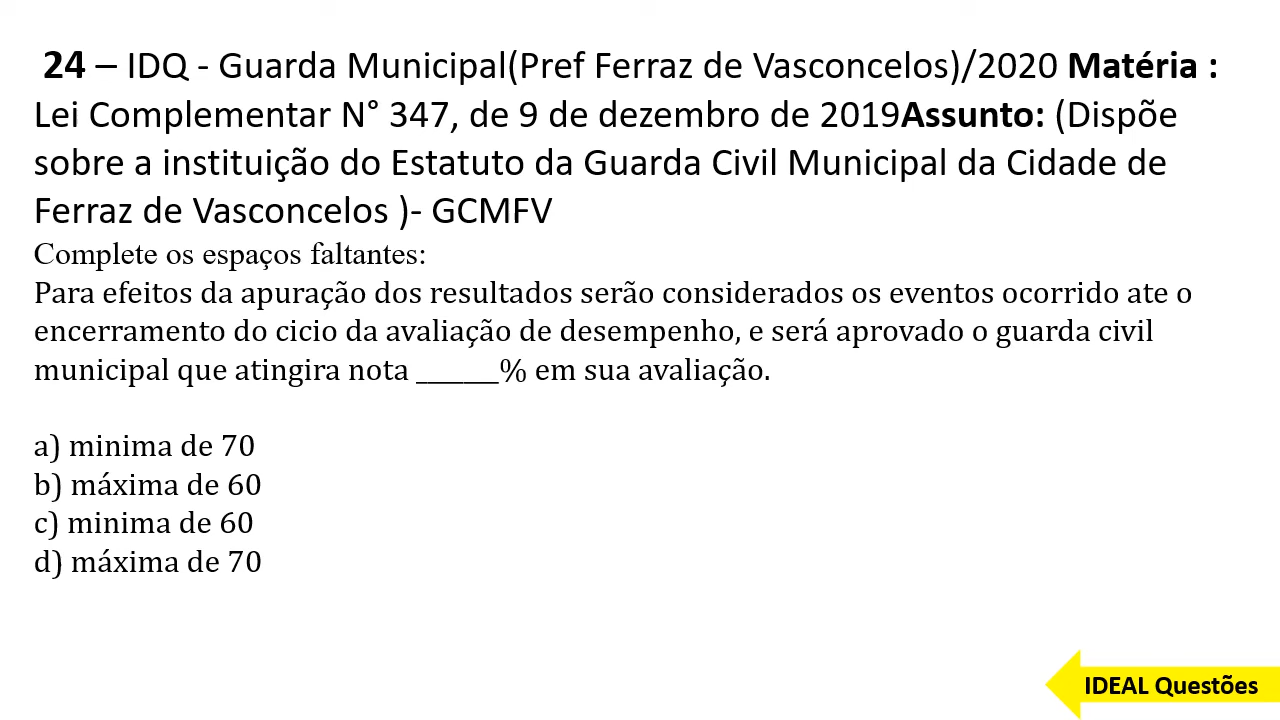 24 – IDQ - Guarda Municipal(Pref Ferraz de Vasconcelos)/2020 Matéria :
Lei Complementar N° 347, de 9 de dezembro de 2019Assunto: (Dispõe
sobre a instituição do Estatuto da Guarda Civil Municipal da Cidade de
Ferraz de Vasconcelos )- GCMFV
Complete os espaços faltantes:
Para efeitos da apuração dos resultados serão considerados os eventos ocorrido ate o
encerramento do cicio da avaliação de desempenho, e será aprovado o guarda civil
municipal que atingira nota ______% em sua avaliação.
a) minima de 70
b) máxima de 60
c) minima de 60
d) máxima de 70
IDEAL Questões